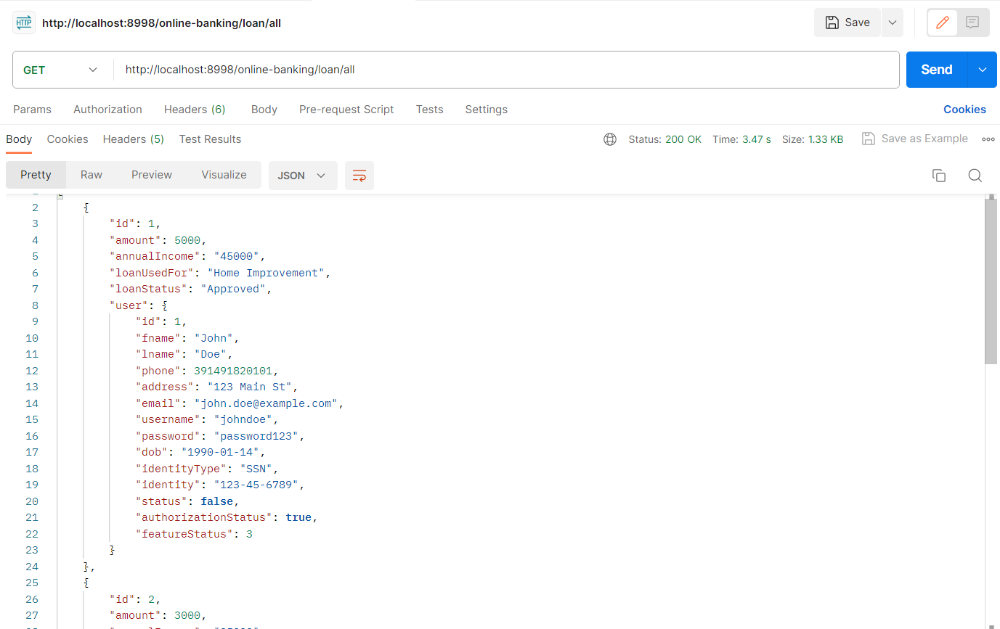 HTTP http://localhost:8998/online-banking/loan/all Save
GET http://localhost:8998/online-banking/loan/all Send
Params Authorization Headers (6) Body Pre-request Script Tests Settings Cookies
Body Cookies Headers (5) Test Results Status: 200 OK Time: 3.47 s Size: 1.33 KB Save as Example
Pretty Raw Preview Visualize JSON
2 {
3 "id": 1,
4 "amount": 5000,
5 "annualIncome": "45000",
6 "loanUsedFor": "Home Improvement",
7 "loanStatus": "Approved",
8 "user": {
9 "id": 1,
10 "fname": "John",
11 "lname": "Doe",
12 "phone": 391491820101,
13 "address": "123 Main St",
14 "email": "john.doe@example.com",
15 "username": "johndoe",
16 "password": "password123",
17 "dob": "1990-01-14",
18 "identityType": "SSN",
19 "identity": "123-45-6789",
20 "status": false,
21 "authorizationStatus": true,
22 "featureStatus": 3
23 }
24 },
25 {
26 "id": 2,
27 "amount": 3000,